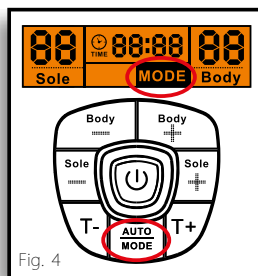 88 TIME 88:88 88
Sole MODE Body
Body Body
Sole Sole
T- AUTO T+
MODE
Fig. 4